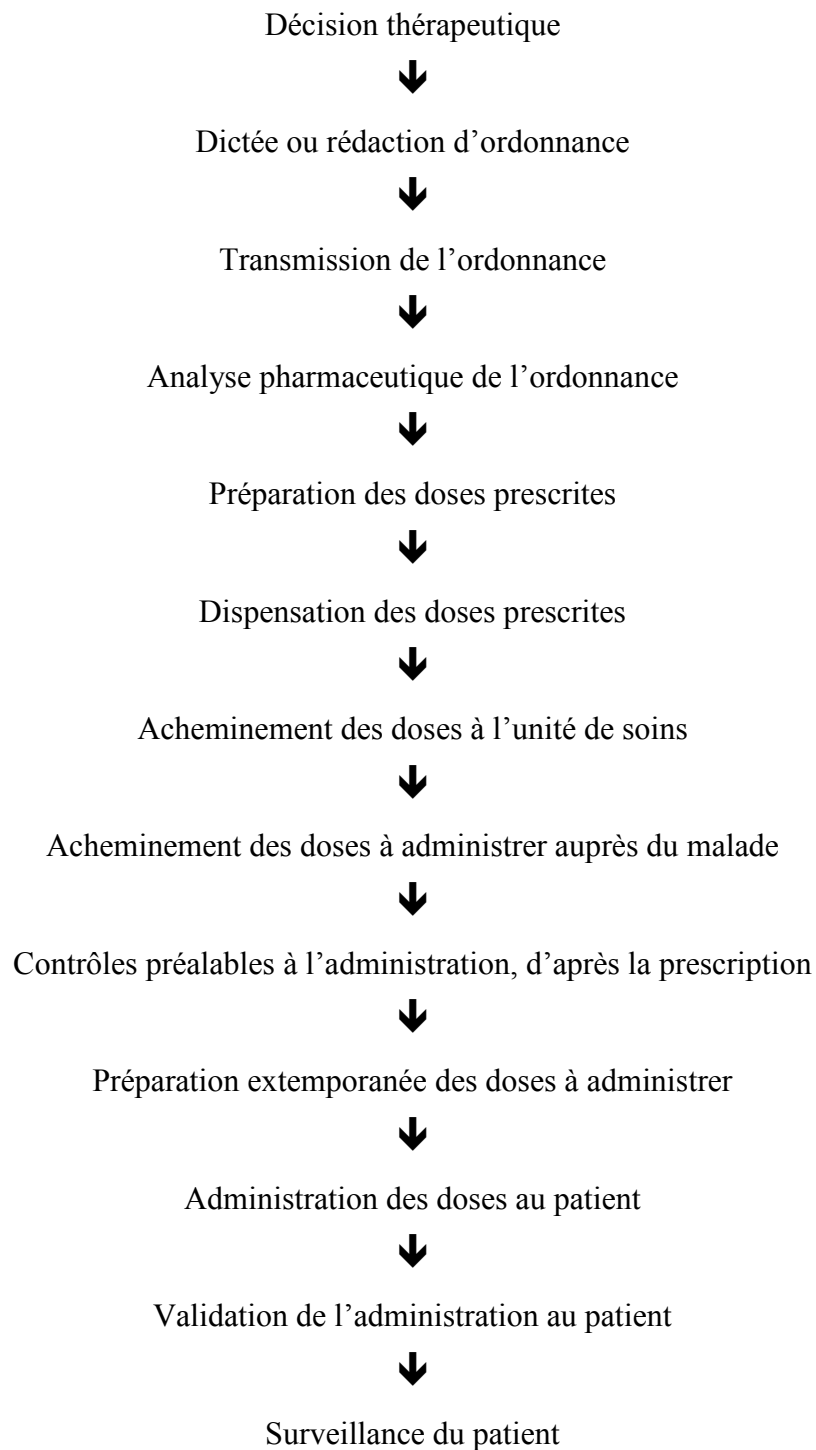 Décision thérapeutique
Dictée ou rédaction d’ordonnance
Transmission de l’ordonnance
Analyse pharmaceutique de l’ordonnance
Préparation des doses prescrites
Dispensation des doses prescrites
Acheminement des doses à l’unité de soins
Acheminement des doses à administrer auprès du malade
Contrôles préalables à l’administration, d’après la prescription
Préparation extemporanée des doses à administrer
Administration des doses au patient
Validation de l’administration au patient
Surveillance du patient